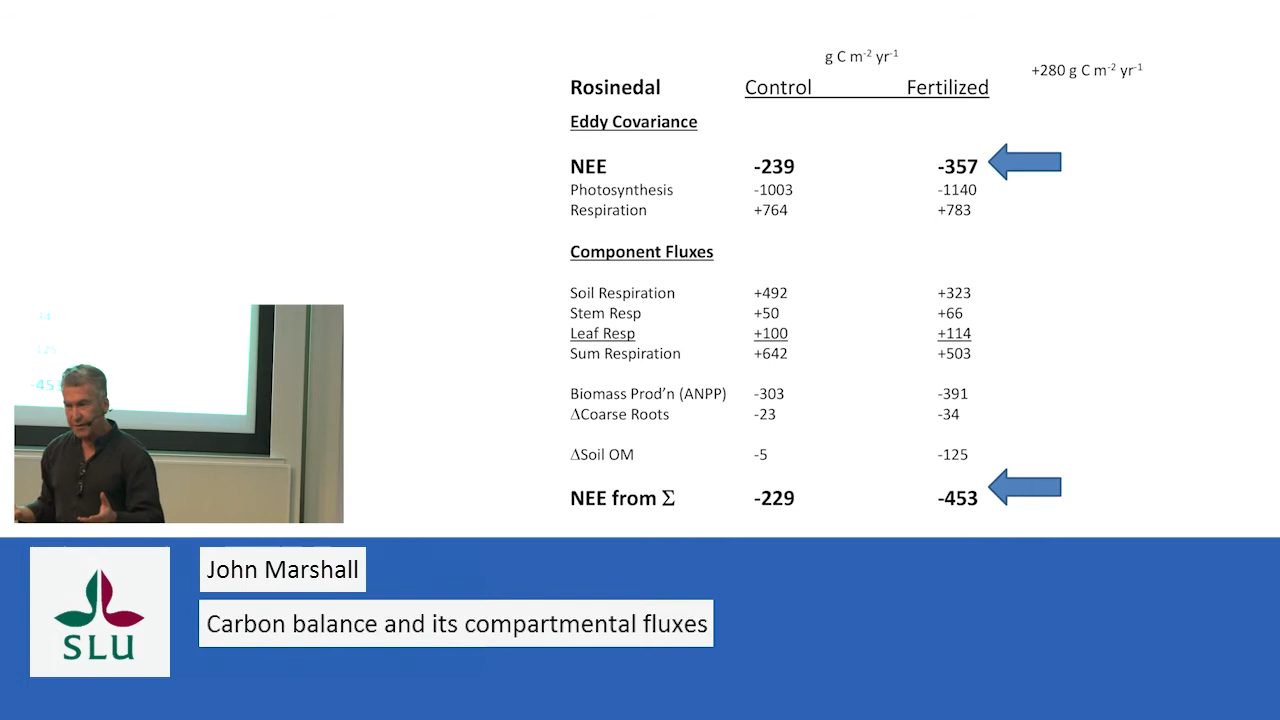 g C m-2 yr-1
+280 g C m-2 yr-1
Rosinedal Control Fertilized
Eddy Covariance
NEE -239 -357
Photosynthesis -1003 -1140
Respiration +764 +783
Component Fluxes
Soil Respiration +492 +323
Stem Resp +50 +66
Leaf Resp +100 +114
Sum Respiration +642 +503
Biomass Prod'n (ANPP) -303 -391
ΔCoarse Roots -23 -34
ΔSoil OM -5 -125
NEE from Σ -229 -453
125
-45
John Marshall
Carbon balance and its compartmental fluxes
SLU